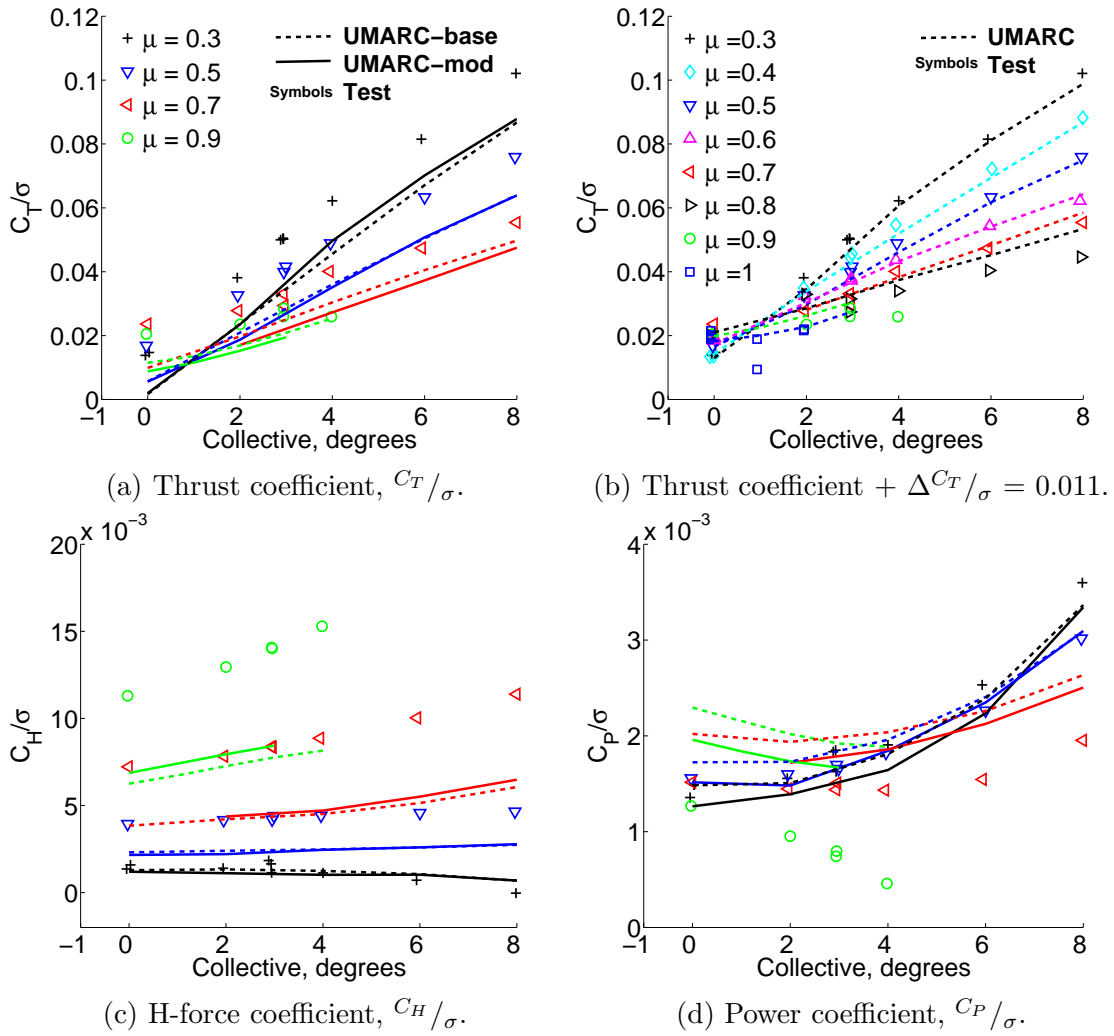 0.12
0.1
0.08
0.06
0.04
0.02
0
−1 0 2 4 6 8
C_T/σ
μ = 0.3
μ = 0.5
μ = 0.7
μ = 0.9
UMARC−base
UMARC−mod
Symbols Test
Collective, degrees
(a) Thrust coefficient, C_T/σ.
0.12
0.1
0.08
0.06
0.04
0.02
0
−1 0 2 4 6 8
C_T/σ
μ =0.3
μ =0.4
μ =0.5
μ =0.6
μ =0.7
μ =0.8
μ =0.9
μ =1
UMARC
Symbols Test
Collective, degrees
(b) Thrust coefficient + ΔC_T/σ = 0.011.
x 10⁻³
20
15
10
5
0
−1 0 2 4 6 8
C_H/σ
Collective, degrees
(c) H-force coefficient, C_H/σ.
x 10⁻³
4
3
2
1
0
−1 0 2 4 6 8
C_P/σ
Collective, degrees
(d) Power coefficient, C_P/σ.